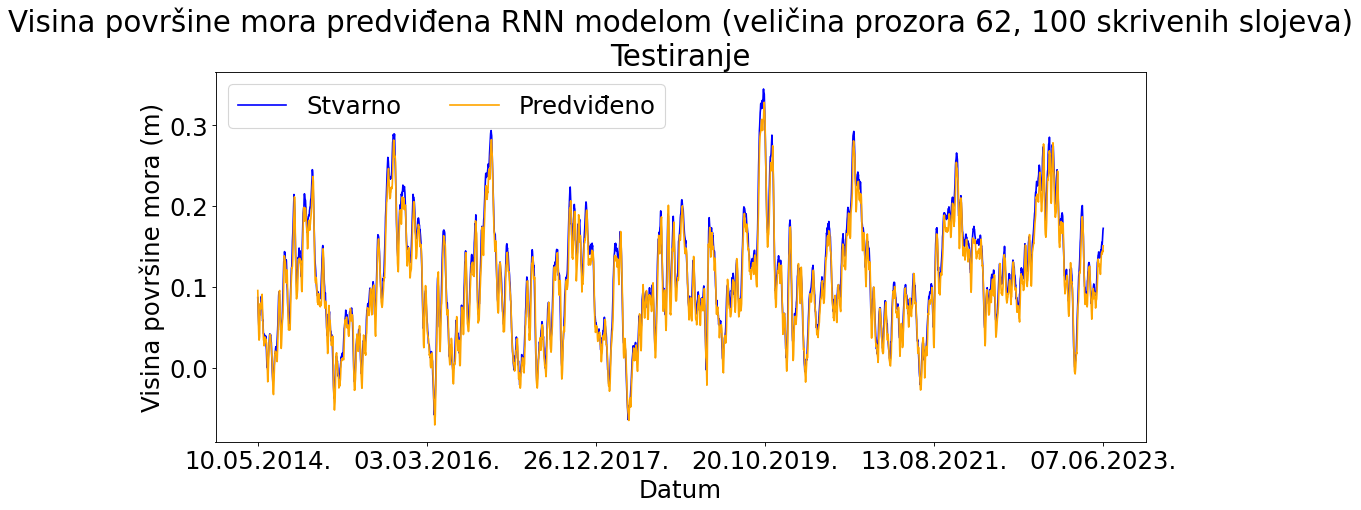 Visina površine mora predviđena RNN modelom (veličina prozora 62, 100 skrivenih slojeva)
Testiranje
Stvarno Predviđeno
Visina površine mora (m)
0.3
0.2
0.1
0.0
10.05.2014. 03.03.2016. 26.12.2017. 20.10.2019. 13.08.2021. 07.06.2023.
Datum